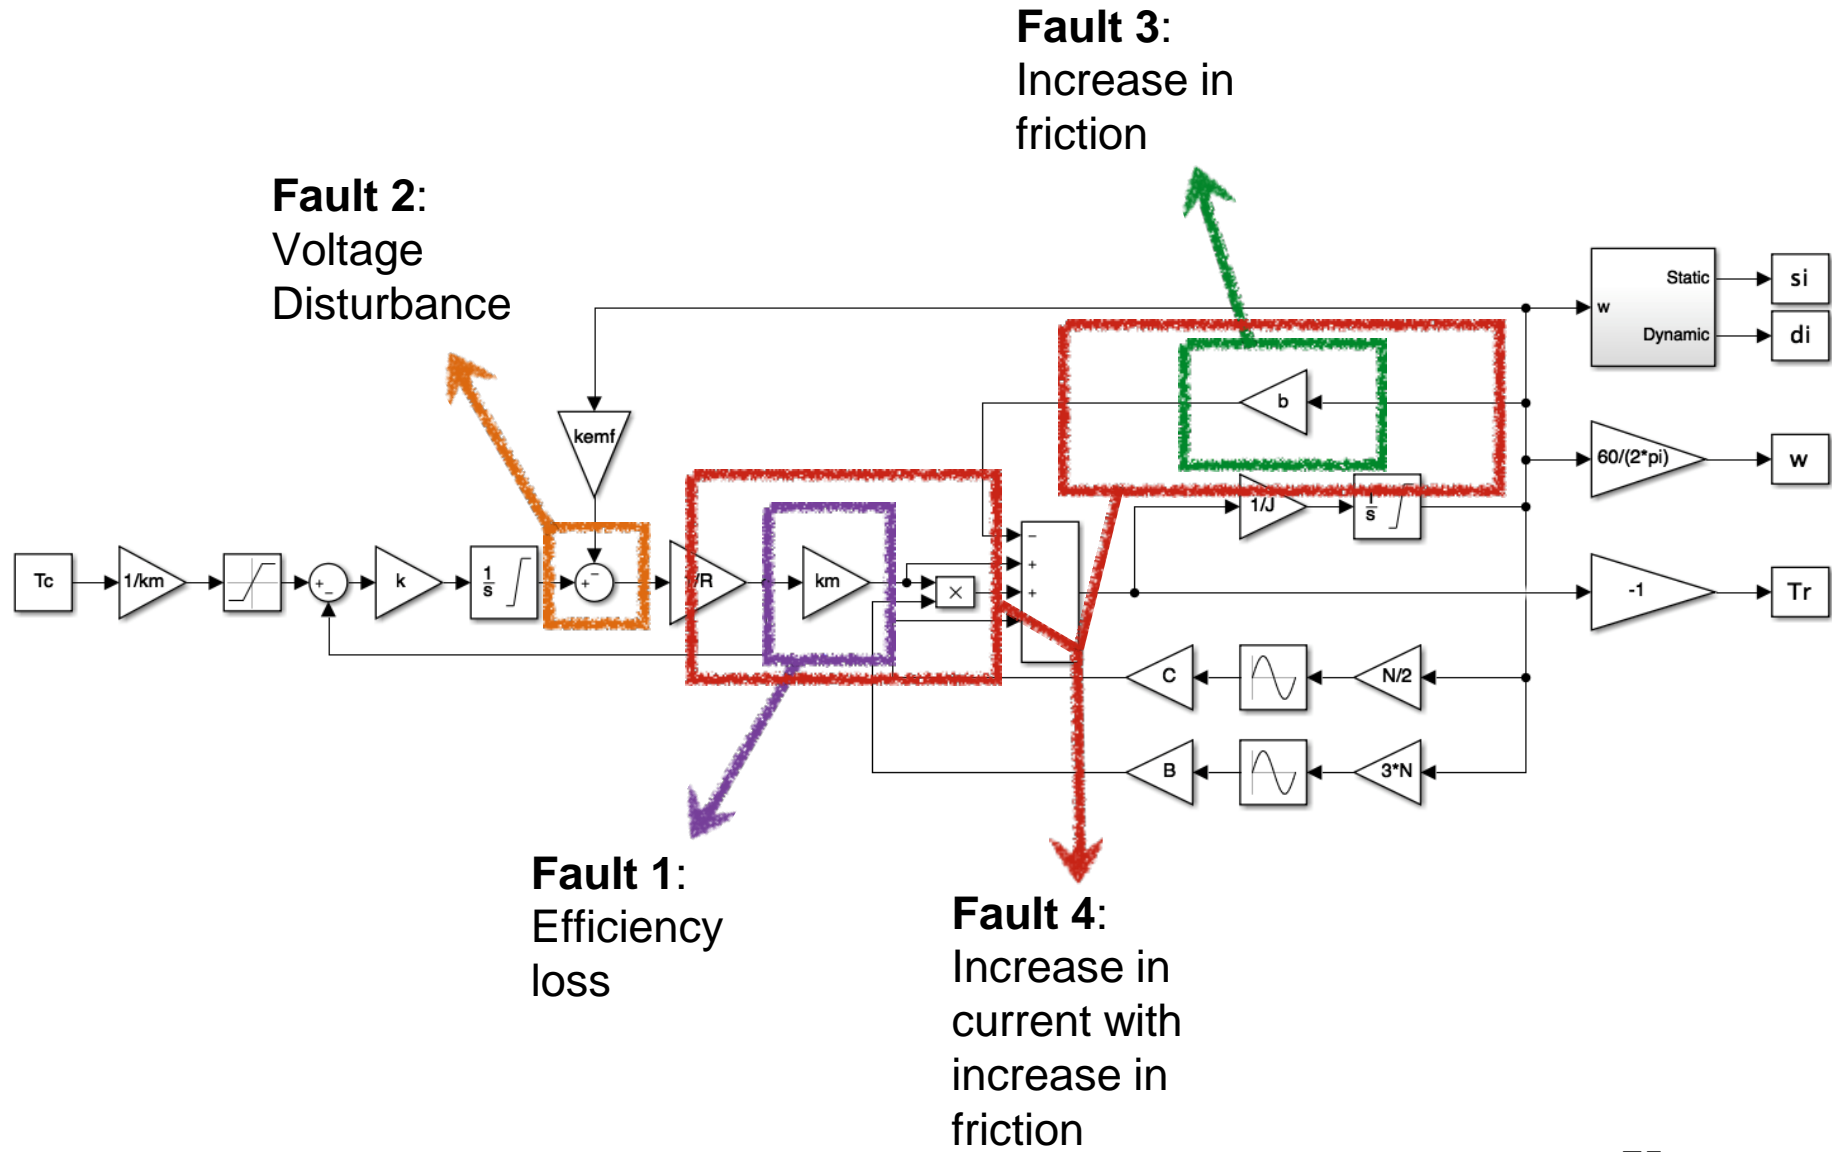 Fault 3:
Increase in
friction
Fault 2:
Voltage
Disturbance
Static
si
w
Dynamic
di
b
kemf
60/(2*pi)
w
1/J
1
s
−
+
+
Tc
1/km
+
−
k
1
s
+
−
/R
km
×
-1
Tr
C
N/2
B
3*N
Fault 1:
Efficiency
loss
Fault 4:
Increase in
current with
increase in
friction